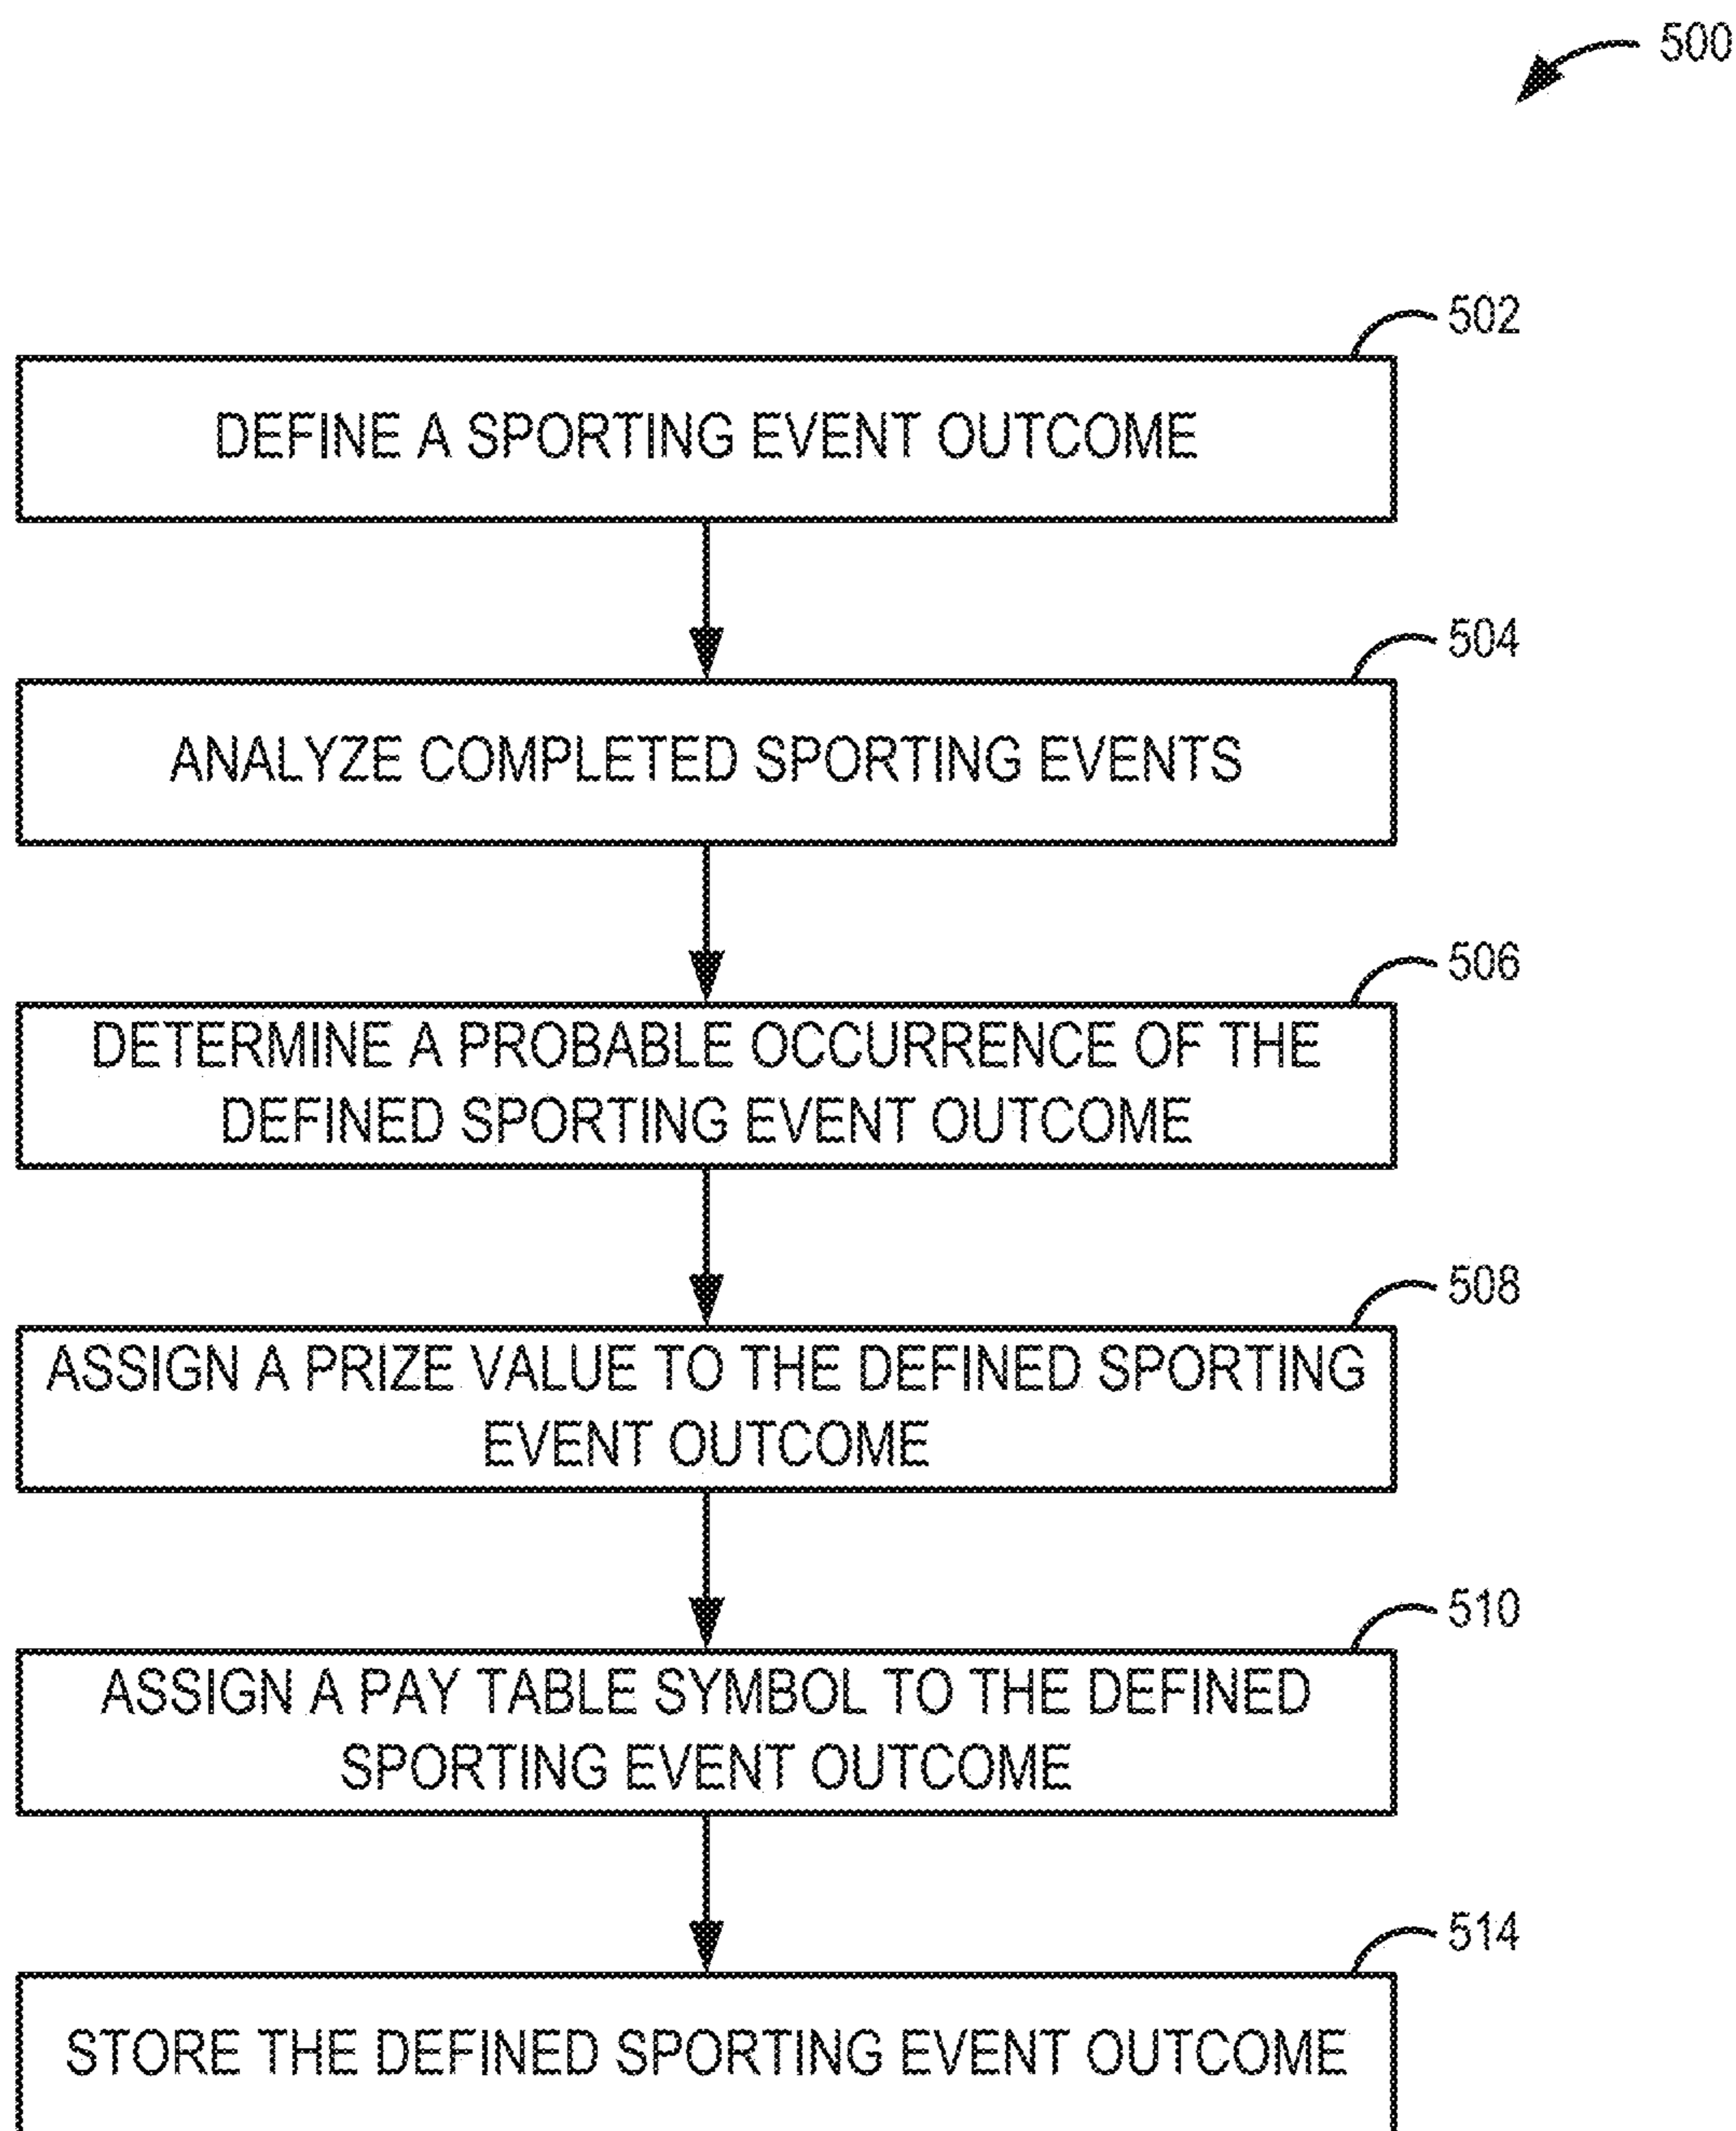 500
502
DEFINE A SPORTING EVENT OUTCOME
504
ANALYZE COMPLETED SPORTING EVENTS
506
DETERMINE A PROBABLE OCCURRENCE OF THE
DEFINED SPORTING EVENT OUTCOME
508
ASSIGN A PRIZE VALUE TO THE DEFINED SPORTING
EVENT OUTCOME
510
ASSIGN A PAY TABLE SYMBOL TO THE DEFINED
SPORTING EVENT OUTCOME
514
STORE THE DEFINED SPORTING EVENT OUTCOME